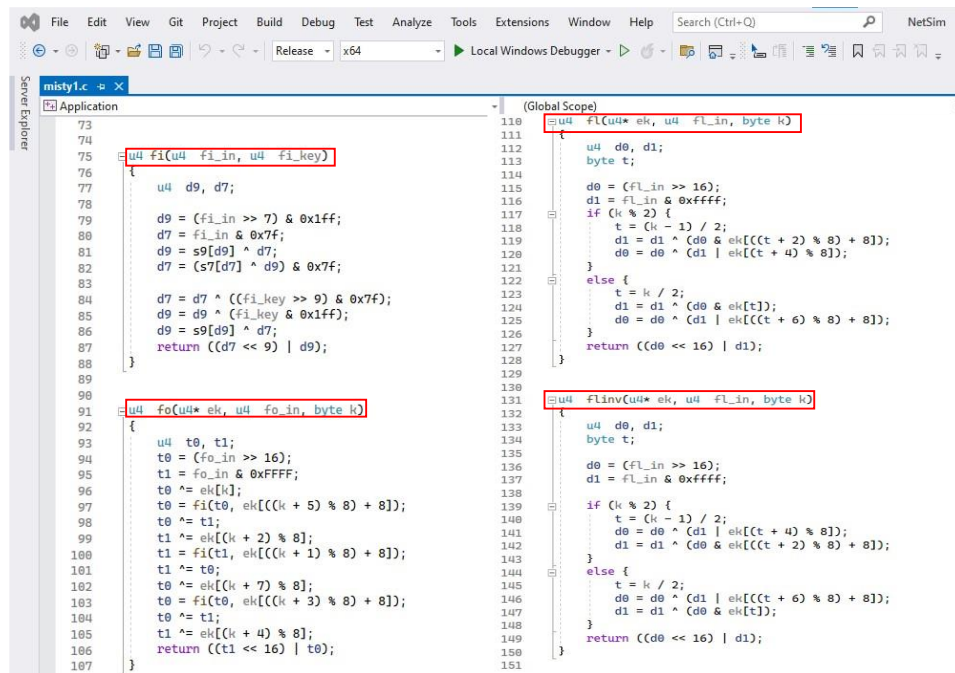 File Edit View Git Project Build Debug Test Analyze Tools Extensions Window Help Search (Ctrl+Q) NetSim
Release x64 Local Windows Debugger
Server Explorer
misty1.c
Application (Global Scope)
73
74
75 u4 fi(u4 fi_in, u4 fi_key)
76 {
77 u4 d9, d7;
78
79 d9 = (fi_in >> 7) & 0x1ff;
80 d7 = fi_in & 0x7f;
81 d9 = s9[d9] ^ d7;
82 d7 = (s7[d7] ^ d9) & 0x7f;
83
84 d7 = d7 ^ ((fi_key >> 9) & 0x7f);
85 d9 = d9 ^ (fi_key & 0x1ff);
86 d9 = s9[d9] ^ d7;
87 return ((d7 << 9) | d9);
88 }
89
90
91 u4 fo(u4* ek, u4 fo_in, byte k)
92 {
93 u4 t0, t1;
94 t0 = (fo_in >> 16);
95 t1 = fo_in & 0xFFFF;
96 t0 ^= ek[k];
97 t0 = fi(t0, ek[((k + 5) % 8) + 8]);
98 t0 ^= t1;
99 t1 ^= ek[(k + 2) % 8];
100 t1 = fi(t1, ek[((k + 1) % 8) + 8]);
101 t1 ^= t0;
102 t0 ^= ek[(k + 7) % 8];
103 t0 = fi(t0, ek[((k + 3) % 8) + 8]);
104 t0 ^= t1;
105 t1 ^= ek[(k + 4) % 8];
106 return ((t1 << 16) | t0);
107 }
110 u4 fl(u4* ek, u4 fl_in, byte k)
111 {
112 u4 d0, d1;
113 byte t;
114
115 d0 = (fl_in >> 16);
116 d1 = fl_in & 0xffff;
117 if (k % 2) {
118 t = (k - 1) / 2;
119 d1 = d1 ^ (d0 & ek[((t + 2) % 8) + 8]);
120 d0 = d0 ^ (d1 | ek[(t + 4) % 8]);
121 }
122 else {
123 t = k / 2;
124 d1 = d1 ^ (d0 & ek[t]);
125 d0 = d0 ^ (d1 | ek[((t + 6) % 8) + 8]);
126 }
127 return ((d0 << 16) | d1);
128 }
129
130
131 u4 flinv(u4* ek, u4 fl_in, byte k)
132 {
133 u4 d0, d1;
134 byte t;
135
136 d0 = (fl_in >> 16);
137 d1 = fl_in & 0xffff;
138
139 if (k % 2) {
140 t = (k - 1) / 2;
141 d0 = d0 ^ (d1 | ek[(t + 4) % 8]);
142 d1 = d1 ^ (d0 & ek[((t + 2) % 8) + 8]);
143 }
144 else {
145 t = k / 2;
146 d0 = d0 ^ (d1 | ek[((t + 6) % 8) + 8]);
147 d1 = d1 ^ (d0 & ek[t]);
148 }
149 return ((d0 << 16) | d1);
150 }
151